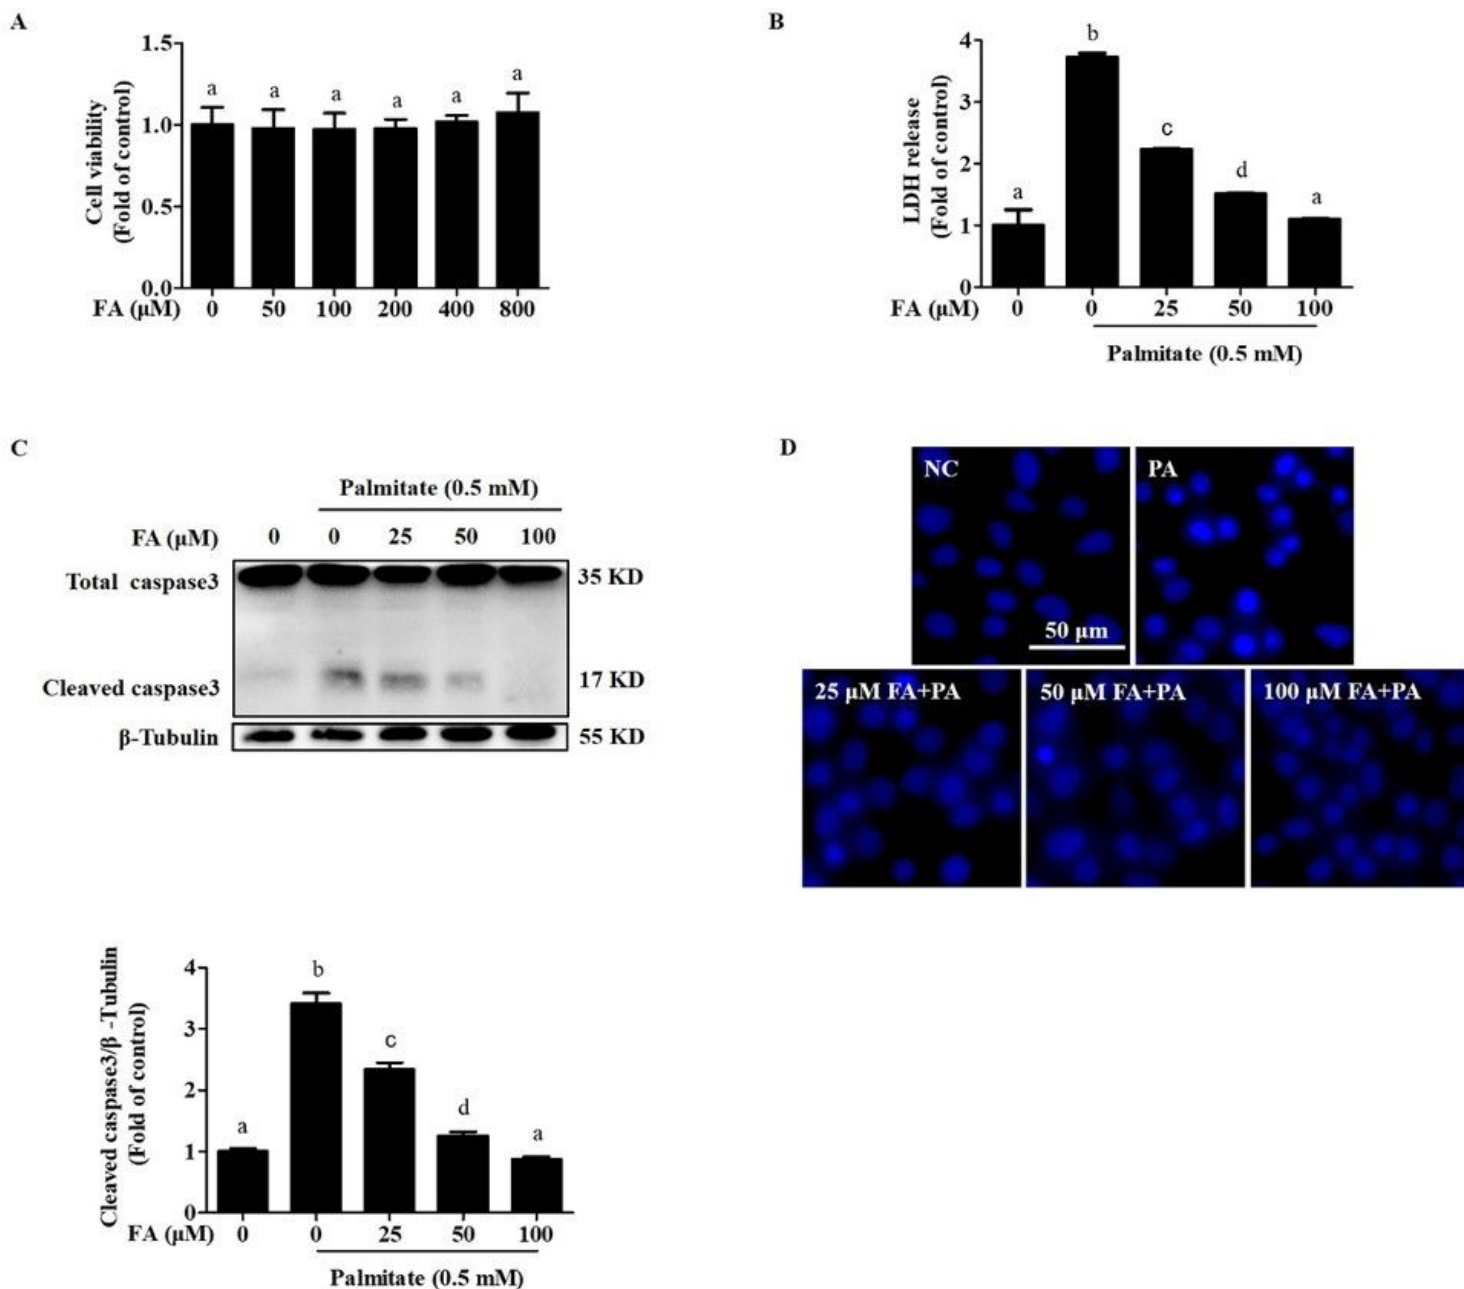 A
Cell viability
(Fold of control)
1.5
1.0
0.5
0.0
a a a a a a
FA (μM) 0 50 100 200 400 800
B
LDH release
(Fold of control)
4
3
2
1
0
a b c d a
FA (μM) 0 0 25 50 100
Palmitate (0.5 mM)
C
Palmitate (0.5 mM)
FA (μM) 0 0 25 50 100
Total caspase3 35 KD
Cleaved caspase3 17 KD
β-Tubulin 55 KD
Cleaved caspase3/β -Tubulin
(Fold of control)
4
3
2
1
0
a b c d a
FA (μM) 0 0 25 50 100
Palmitate (0.5 mM)
D
NC PA
50 μm
25 μM FA+PA 50 μM FA+PA 100 μM FA+PA